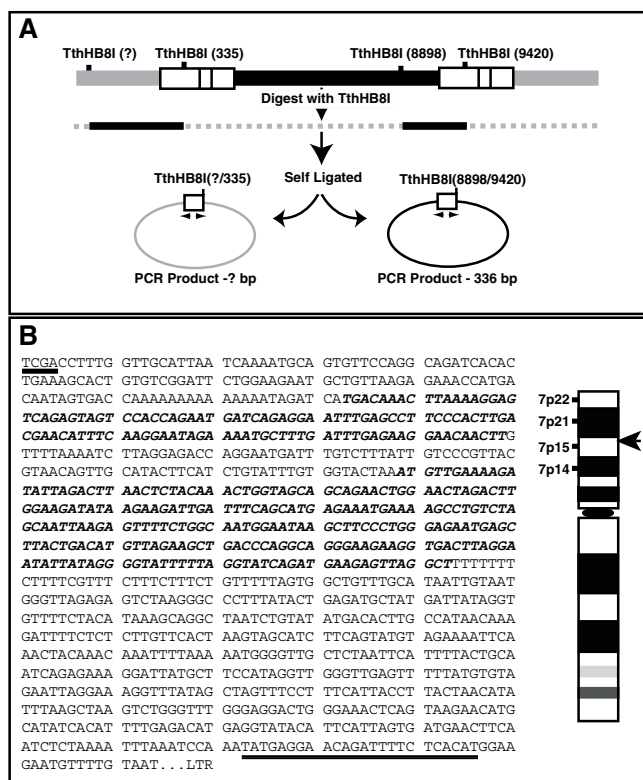 A
TthHB8I (?) TthHB8I (335) TthHB8I (8898) TthHB8I (9420)
Digest with TthHB8I
Self Ligated
TthHB8I(?/335) TthHB8I(8898/9420)
PCR Product -? bp PCR Product - 336 bp
B
TCGACCTTTG GTTGCATTAA TCAAAATGCA GTGTTCCAGG CAGATCACAC
TGAAAGCACT GTGTCGGATT CTGGAAGAAT GCTGTTAAGA GAAACCATGA
CAATAGTGAC CAAAAAAAAA AAAAATAGAT CATGACAAAC TTAAAAGGAG
TCAGAGTAGT CCACCAGAAT GATCAGAGGA ATTTGAGCCT TCCCACTTGA
CGAACATTTC AAGGAATAGA AAATGCTTTG ATTTGAGAAG GAACAACTTG
TTTTAAAATC TTAGGAGACC AGGAATGATT TGTCTTTATT GTCCCGTTAC
GTAACAGTTG CATACTTCAT CTGTATTTGT GGTACTAAAT GTTGAAAAGA
TATTAGACTT AACTCTACAA ACTGGTAGCA GCAGAACTGG AACTAGACTT
GGAAGATATA AGAAGATTGA TTTCAGCATG AGAAATGAAA AGCCTGTCTA
GCAATTAAGA GTTTTCTGGC AATGGAATAA GCTTCCCTGG GAGAATGAGC
TTACTGACAT GTTAGAAGCT GACCCAGGCA GGGAAGAAGG TGACTTAGGA
ATATTATAGG GGTATTTTTA GGTATCAGAT GAAGAGTTAG GCTTTTTTTT
CTTTTCGTTT CTTTCTTTCT GTTTTTAGTG GCTGTTTGCA TAATTGTAAT
GGGTTAGAGA GTCTAAGGGC CCTTTATACT GAGATGCTAT GATTATAGGT
GTTTTCTACA TAAAGCAGGC TAATCTGTAT ATGACACTTG CCATAACAAA
GATTTTCTCT CTTGTTCACT AAGTAGCATC TTCAGTATGT AGAAAATTCA
AACTACAAAC AAATTTTAAA AATGGGGTTG CTCTAATTCA TTTTACTGCA
ATCAGAGAAA GGATTATGCT CCATAGGTTG GGTTGAGTTT TTTATGTGTA
GAATTAGGAA AGGTTTATAG CTAGTTTCCT TTCATTACCT TACTAACATA
TTTAAGCTAA GTCTGGGTTT GGGAGGACTGG GAAACTCAG TAAGAACATG
CATATCACAT TTTGAGACAT GAGGTATACA TTCATTAGTG ATGAACTTCA
ATCTCTAAAA TTTAAATCCA AATATGAGGA ACAGATTTTC TCACATGGAA
GAATGTTTTG TAAT...LTR
7p22
7p21
7p15
7p14